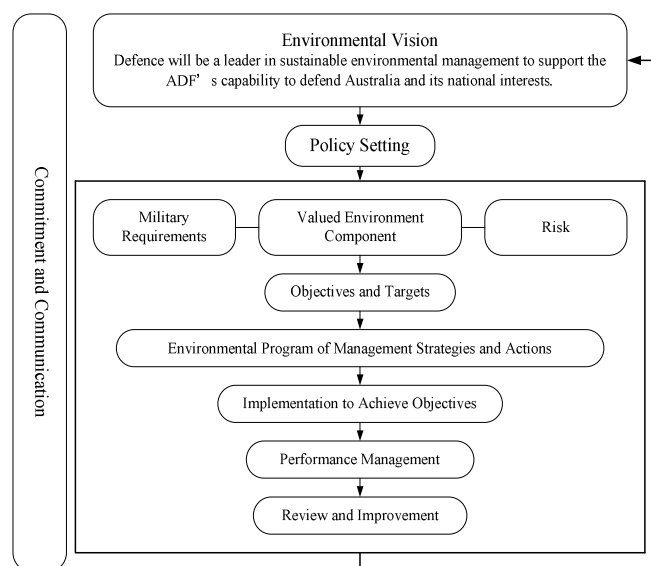 Environmental Vision
Defence will be a leader in sustainable environmental management to support the
ADF’s capability to defend Australia and its national interests.
Policy Setting
Commitment and Communication
Military
Requirements
Valued Environment
Component
Risk
Objectives and Targets
Environmental Program of Management Strategies and Actions
Implementation to Achieve Objectives
Performance Management
Review and Improvement